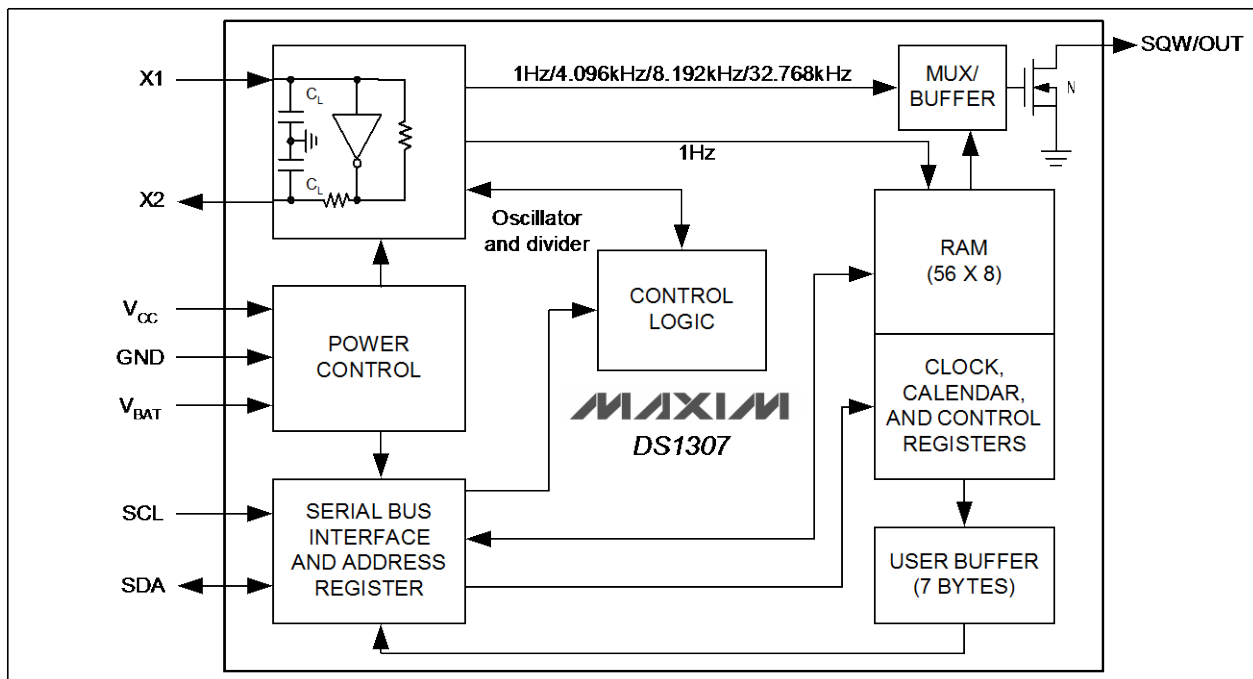 SQW/OUT
X1
1Hz/4.096kHz/8.192kHz/32.768kHz
MUX/
BUFFER
N
CL
1Hz
CL
X2
Oscillator
and divider
RAM
(56 X 8)
CONTROL
LOGIC
VCC
GND
VBAT
POWER
CONTROL
CLOCK,
CALENDAR,
AND CONTROL
REGISTERS
MAXIM
DS1307
SCL
SDA
SERIAL BUS
INTERFACE
AND ADDRESS
REGISTER
USER BUFFER
(7 BYTES)